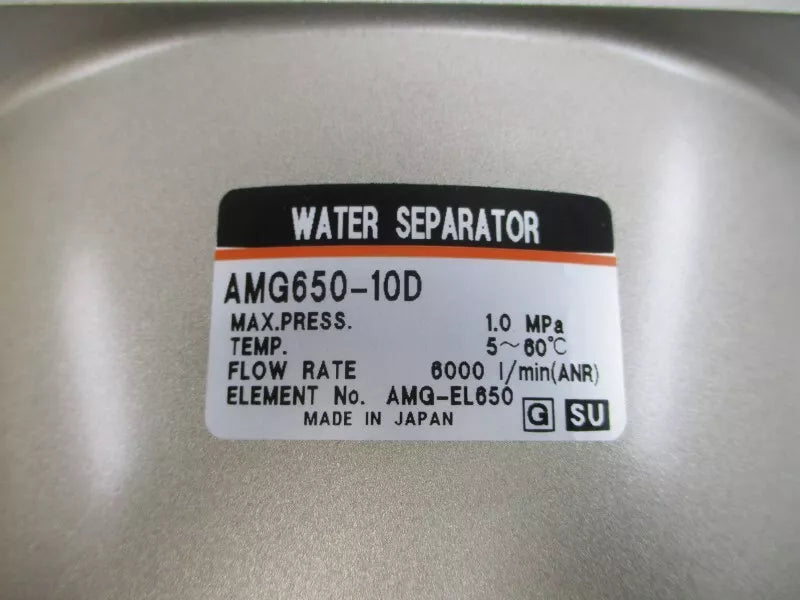 WATER SEPARATOR
AMG650-10D
MAX.PRESS. 1.0 MPa
TEMP. 5~60℃
FLOW RATE 6000 l/min(ANR)
ELEMENT No. AMG-EL650
MADE IN JAPAN G SU